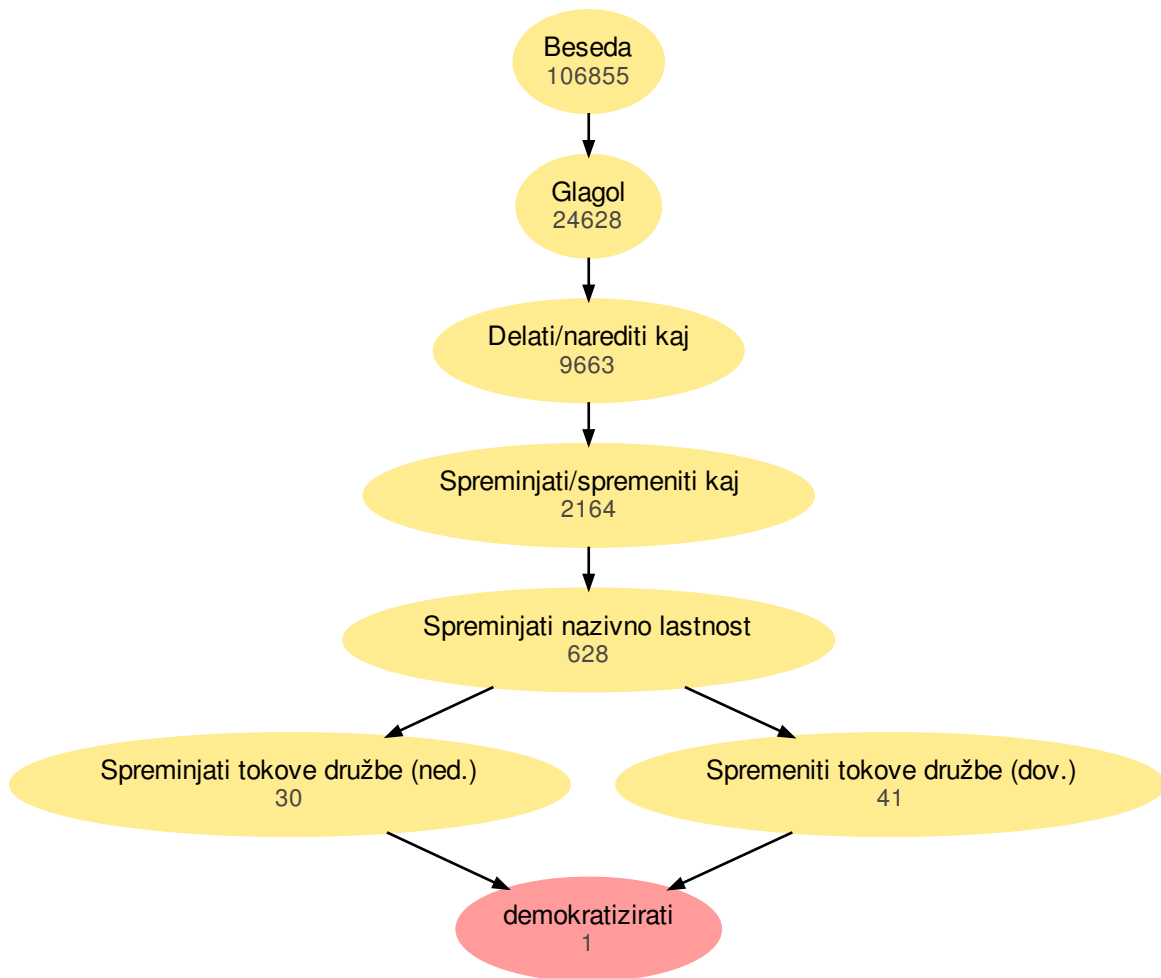 Beseda
106855
Glagol
24628
Delati/narediti kaj
9663
Spreminjati/spremeniti kaj
2164
Spreminjati nazivno lastnost
628
Spreminjati tokove družbe (ned.)
30
Spremeniti tokove družbe (dov.)
41
demokratizirati
1